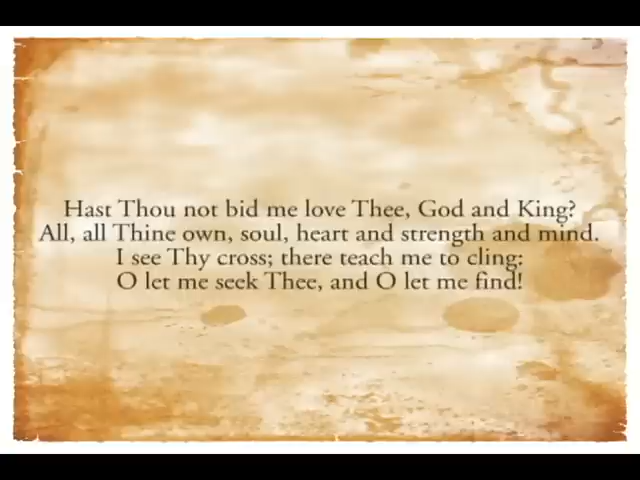 Hast Thou not bid me love Thee, God and King?
All, all Thine own, soul, heart and strength and mind.
I see Thy cross; there teach me to cling:
O let me seek Thee, and O let me find!